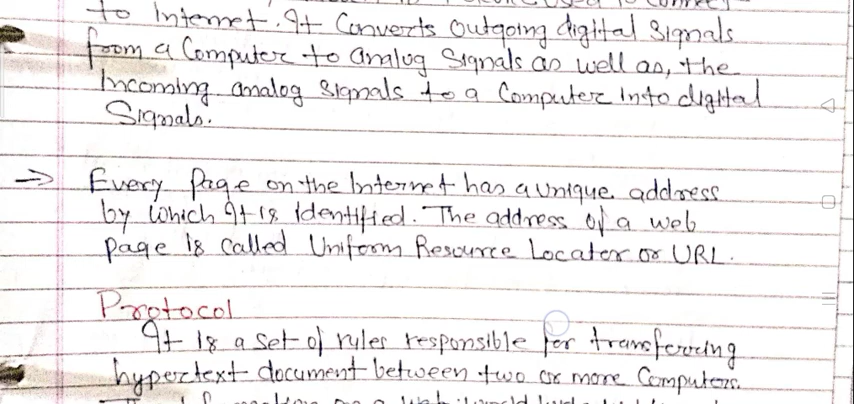 to Internet. It Converts Outgoing digital Signals
from a Computer to analog Signals as well as, the
Incoming analog signals to a Computer into digital
Signals.
⇒ Every Page on the Internet has a unique address
by which It is identified. The address of a web
page is Called Uniform Resource Locator or URL.
Protocol
It Is a set of rules responsible for transferring
hypertext document between two or more Computers.